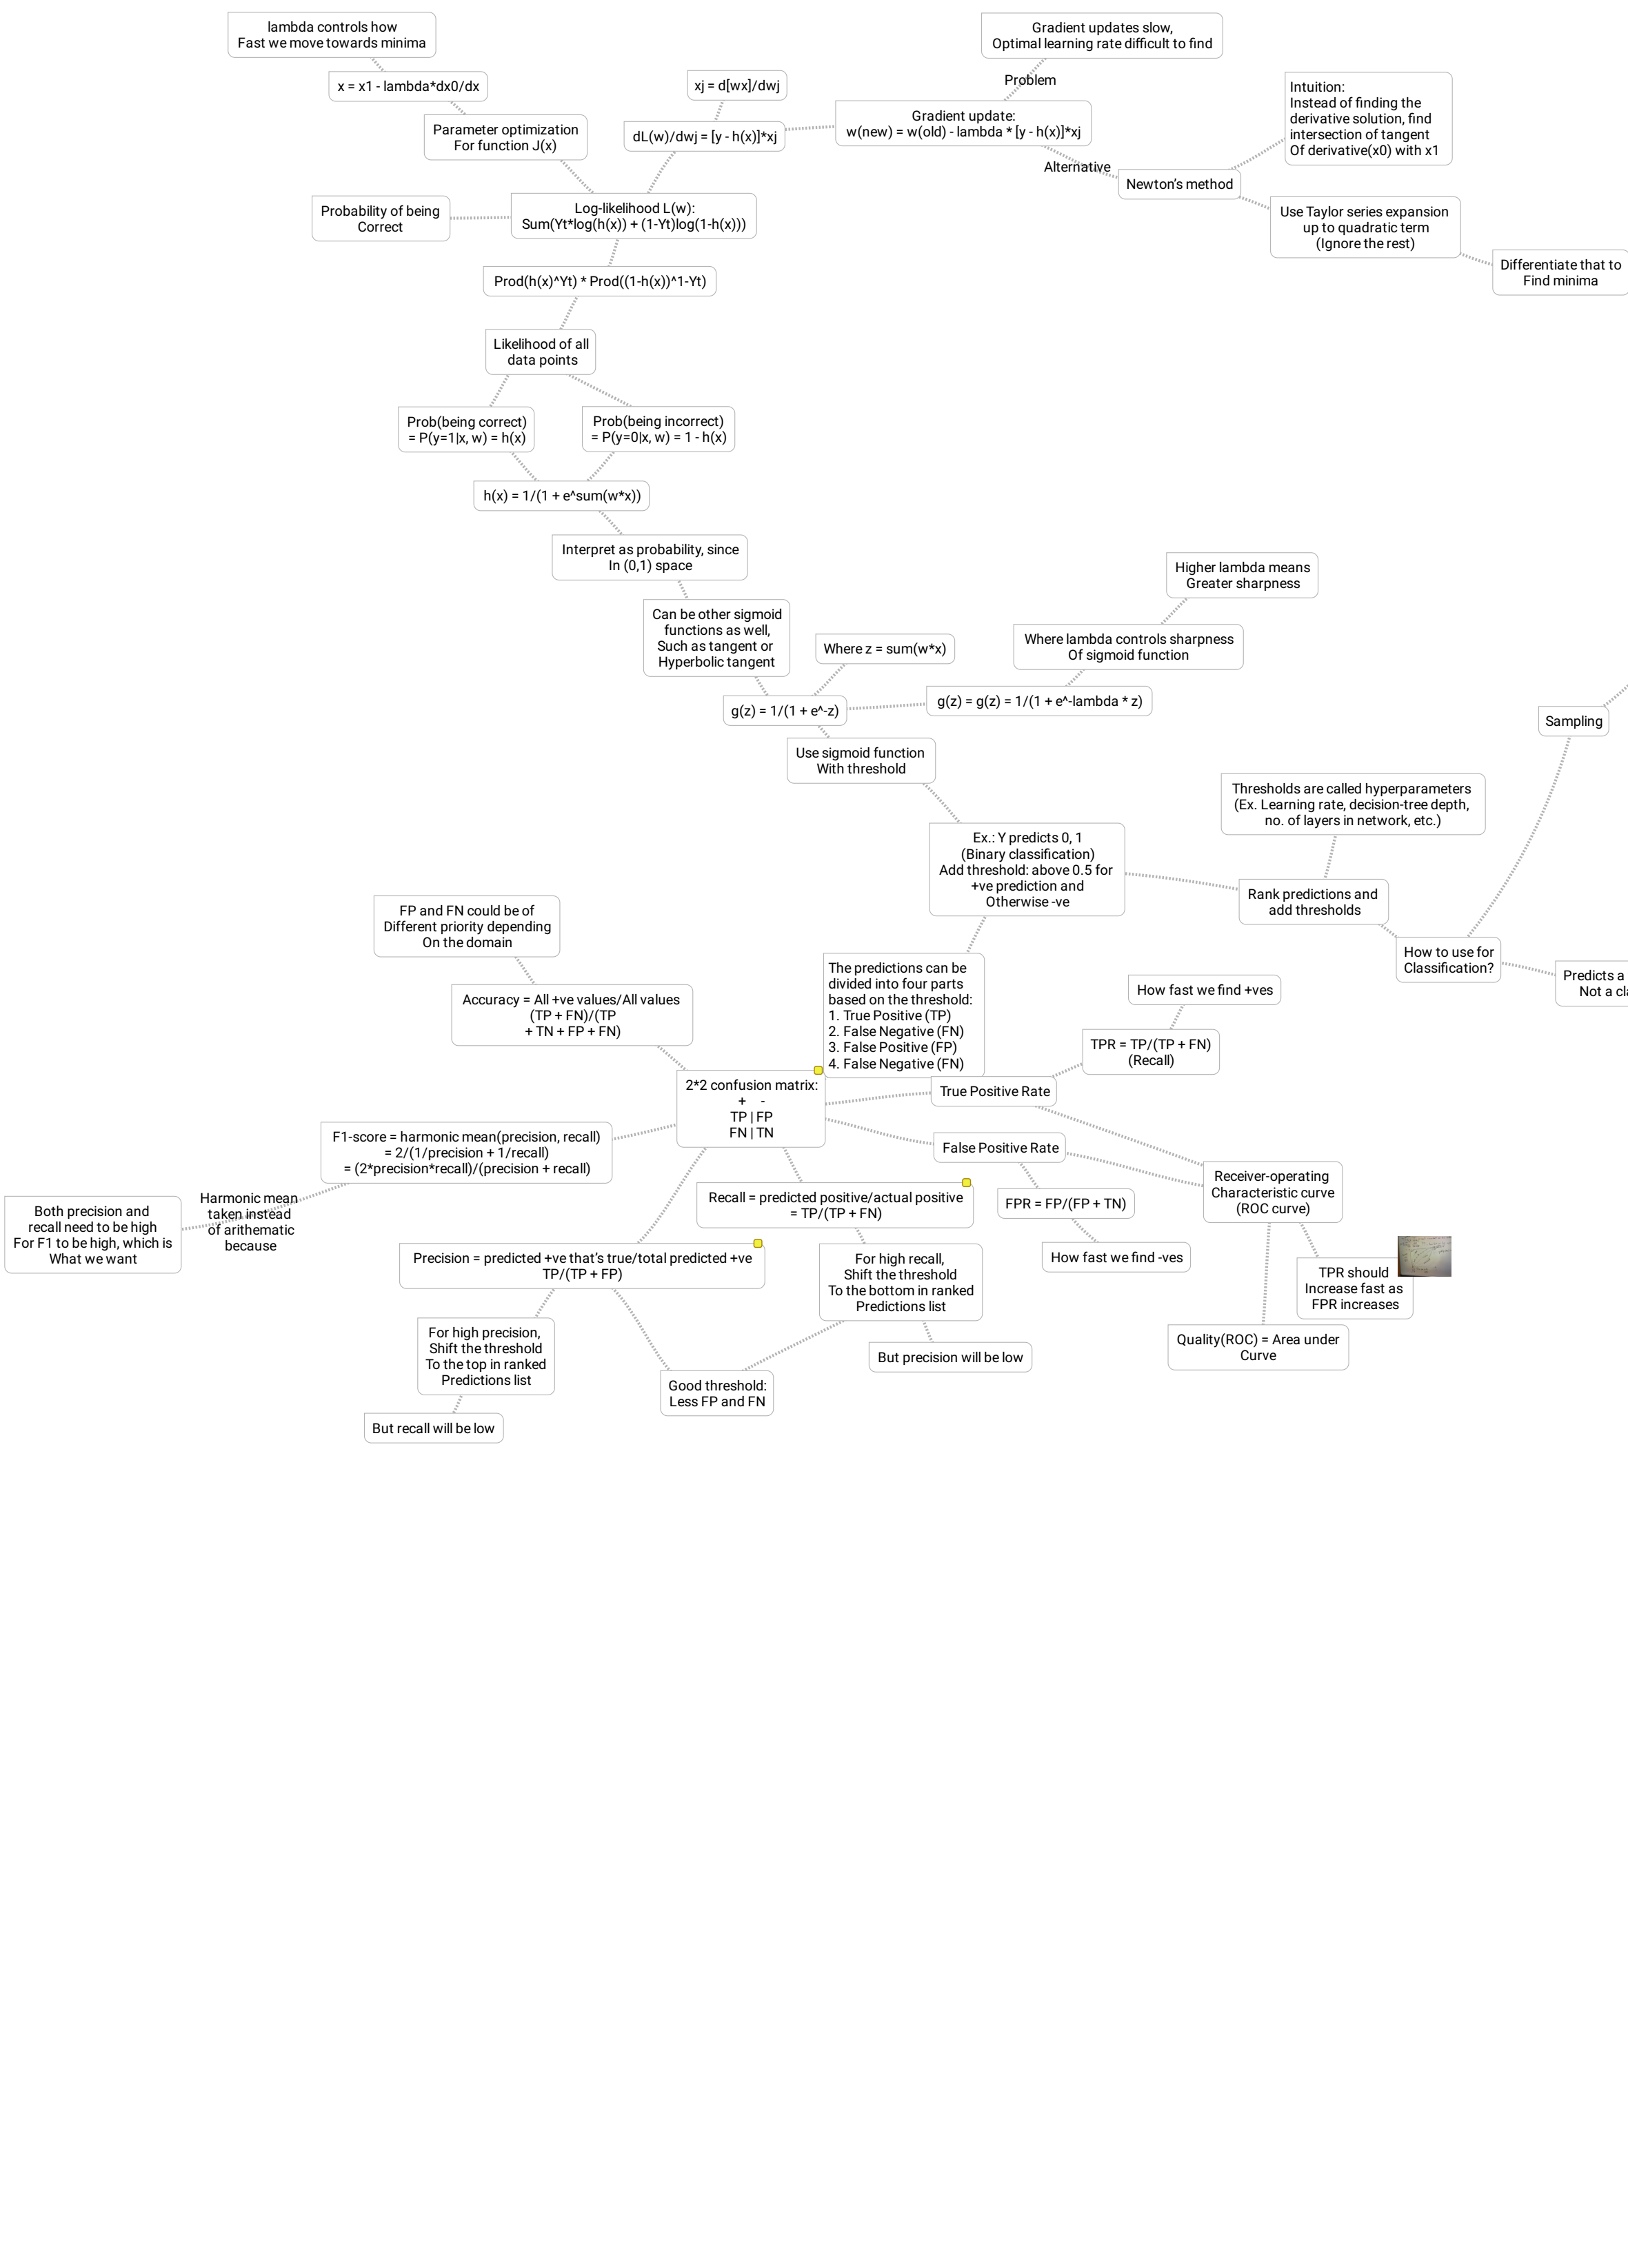 lambda controls how
Fast we move towards minima
x = x1 - lambda*dx0/dx
Parameter optimization
For function J(x)
xj = d[wx]/dwj
dL(w)/dwj = [y - h(x)]*xj
Gradient updates slow,
Optimal learning rate difficult to find
Problem
Gradient update:
w(new) = w(old) - lambda * [y - h(x)]*xj
Alternative
Newton's method
Intuition:
Instead of finding the
derivative solution, find
intersection of tangent
Of derivative(x0) with x1
Use Taylor series expansion
up to quadratic term
(Ignore the rest)
Differentiate that to
Find minima
Probability of being
Correct
Log-likelihood L(w):
Sum(Yt*log(h(x)) + (1-Yt)log(1-h(x)))
Prod(h(x)^Yt) * Prod((1-h(x))^1-Yt)
Likelihood of all
data points
Prob(being correct)
= P(y=1|x, w) = h(x)
Prob(being incorrect)
= P(y=0|x, w) = 1 - h(x)
h(x) = 1/(1 + e^sum(w*x))
Interpret as probability, since
In (0,1) space
Can be other sigmoid
functions as well,
Such as tangent or
Hyperbolic tangent
Where z = sum(w*x)
g(z) = 1/(1 + e^-z)
Higher lambda means
Greater sharpness
Where lambda controls sharpness
Of sigmoid function
g(z) = g(z) = 1/(1 + e^-lambda * z)
Use sigmoid function
With threshold
Sampling
Thresholds are called hyperparameters
(Ex. Learning rate, decision-tree depth,
no. of layers in network, etc.)
Ex.: Y predicts 0, 1
(Binary classification)
Add threshold: above 0.5 for
+ve prediction and
Otherwise -ve
Rank predictions and
add thresholds
How to use for
Classification?
Predicts a
Not a cla
FP and FN could be of
Different priority depending
On the domain
Accuracy = All +ve values/All values
(TP + FN)/(TP
+ TN + FP + FN)
The predictions can be
divided into four parts
based on the threshold:
1. True Positive (TP)
2. False Negative (FN)
3. False Positive (FP)
4. False Negative (FN)
How fast we find +ves
TPR = TP/(TP + FN)
(Recall)
True Positive Rate
2*2 confusion matrix:
+ -
TP | FP
FN | TN
F1-score = harmonic mean(precision, recall)
= 2/(1/precision + 1/recall)
= (2*precision*recall)/(precision + recall)
False Positive Rate
Receiver-operating
Characteristic curve
(ROC curve)
Both precision and
recall need to be high
For F1 to be high, which is
What we want
Harmonic mean
taken instead
of arithematic
because
Recall = predicted positive/actual positive
= TP/(TP + FN)
FPR = FP/(FP + TN)
How fast we find -ves
Precision = predicted +ve that's true/total predicted +ve
TP/(TP + FP)
For high recall,
Shift the threshold
To the bottom in ranked
Predictions list
TPR should
Increase fast as
FPR increases
Quality(ROC) = Area under
Curve
For high precision,
Shift the threshold
To the top in ranked
Predictions list
But precision will be low
Good threshold:
Less FP and FN
But recall will be low